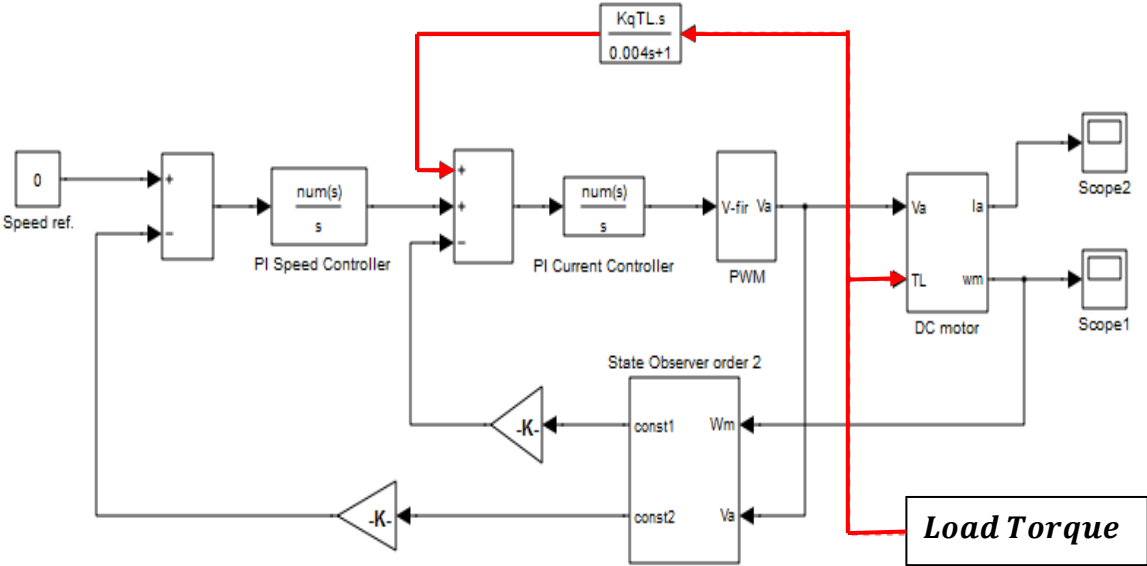 KqTL.s
0.004s+1
+
0
Speed ref.
+
−
num(s)
s
PI Speed Controller
+
+
−
num(s)
s
PI Current Controller
V-fir Va
PWM
Va
TL
Ia
wm
DC motor
Scope2
Scope1
State Observer order 2
const1
const2
Wm
Va
-K-
-K-
Load Torque